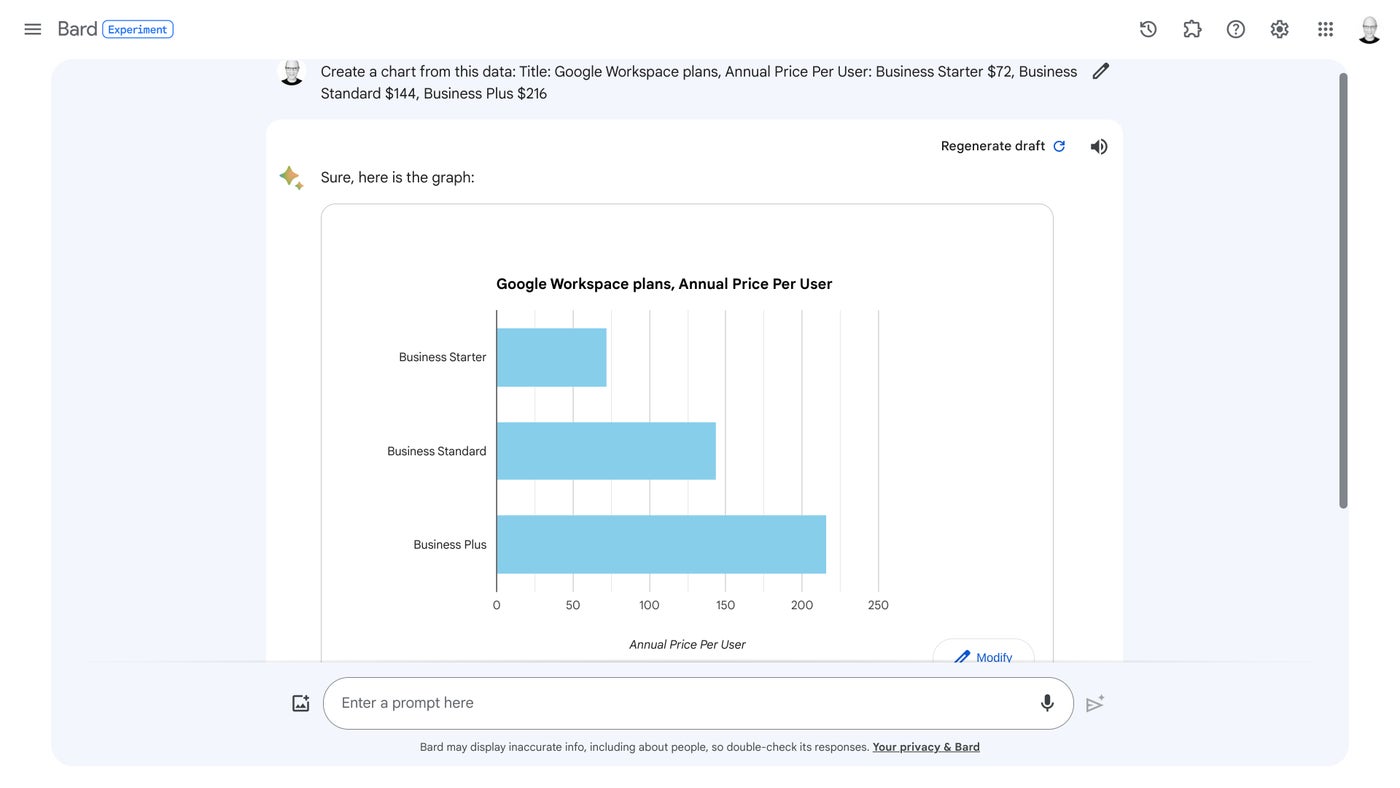 Bard Experiment
Create a chart from this data: Title: Google Workspace plans, Annual Price Per User: Business Starter $72, Business
Standard $144, Business Plus $216
Regenerate draft
Sure, here is the graph:
Google Workspace plans, Annual Price Per User
Business Starter
Business Standard
Business Plus
0 50 100 150 200 250
Annual Price Per User
Modify
Enter a prompt here
Bard may display inaccurate info, including about people, so double-check its responses. Your privacy & Bard